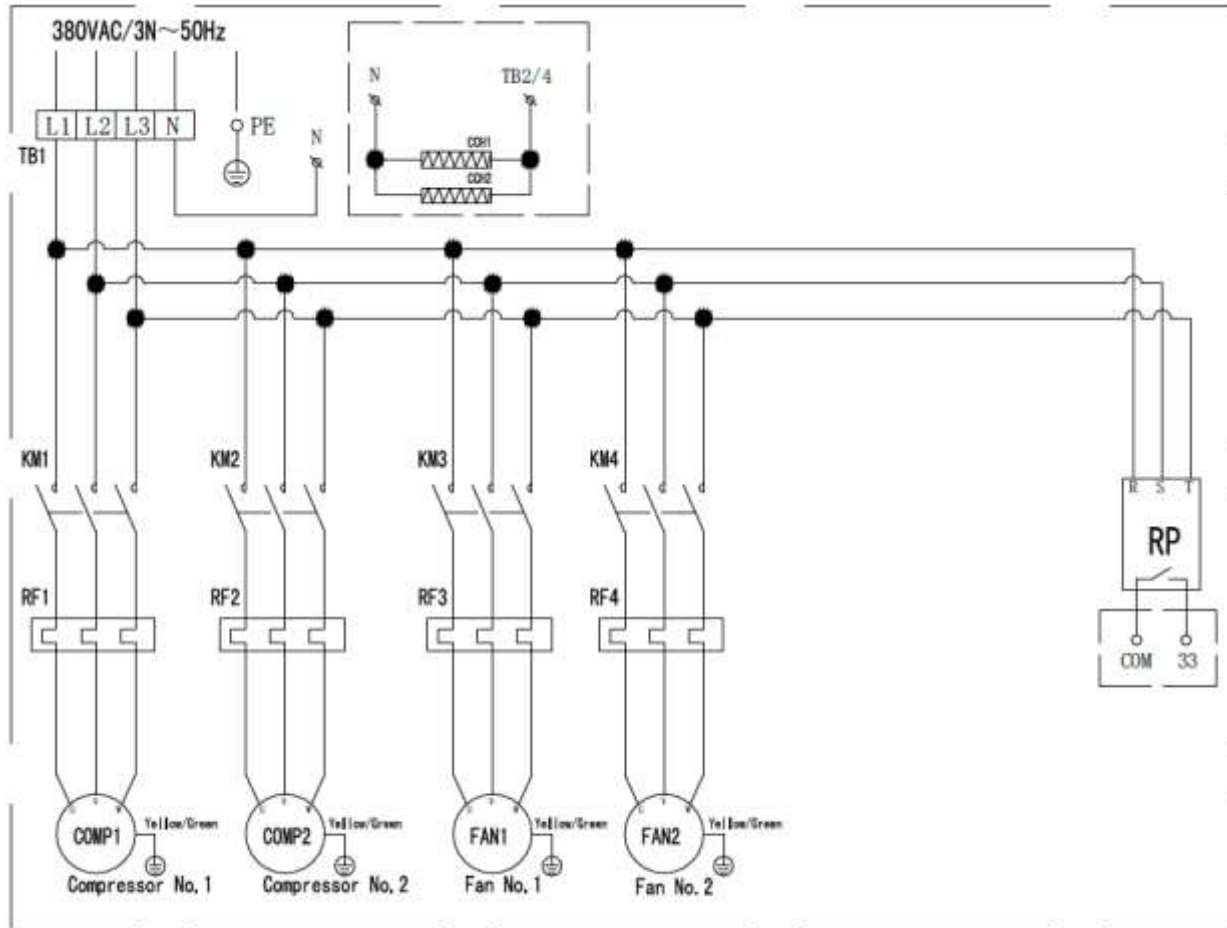 380VAC/3N～50Hz
N TB2/4
L1 L2 L3 N PE N
TB1
CCH1
CCH2
KM1 KM2 KM3 KM4
R S T
RP
RF1 RF2 RF3 RF4
COM 33
U V W U V W U V W U V W
COMP1 Yellow/Green COMP2 Yellow/Green FAN1 Yellow/Green FAN2 Yellow/Green
Compressor No.1 Compressor No.2 Fan No.1 Fan No.2